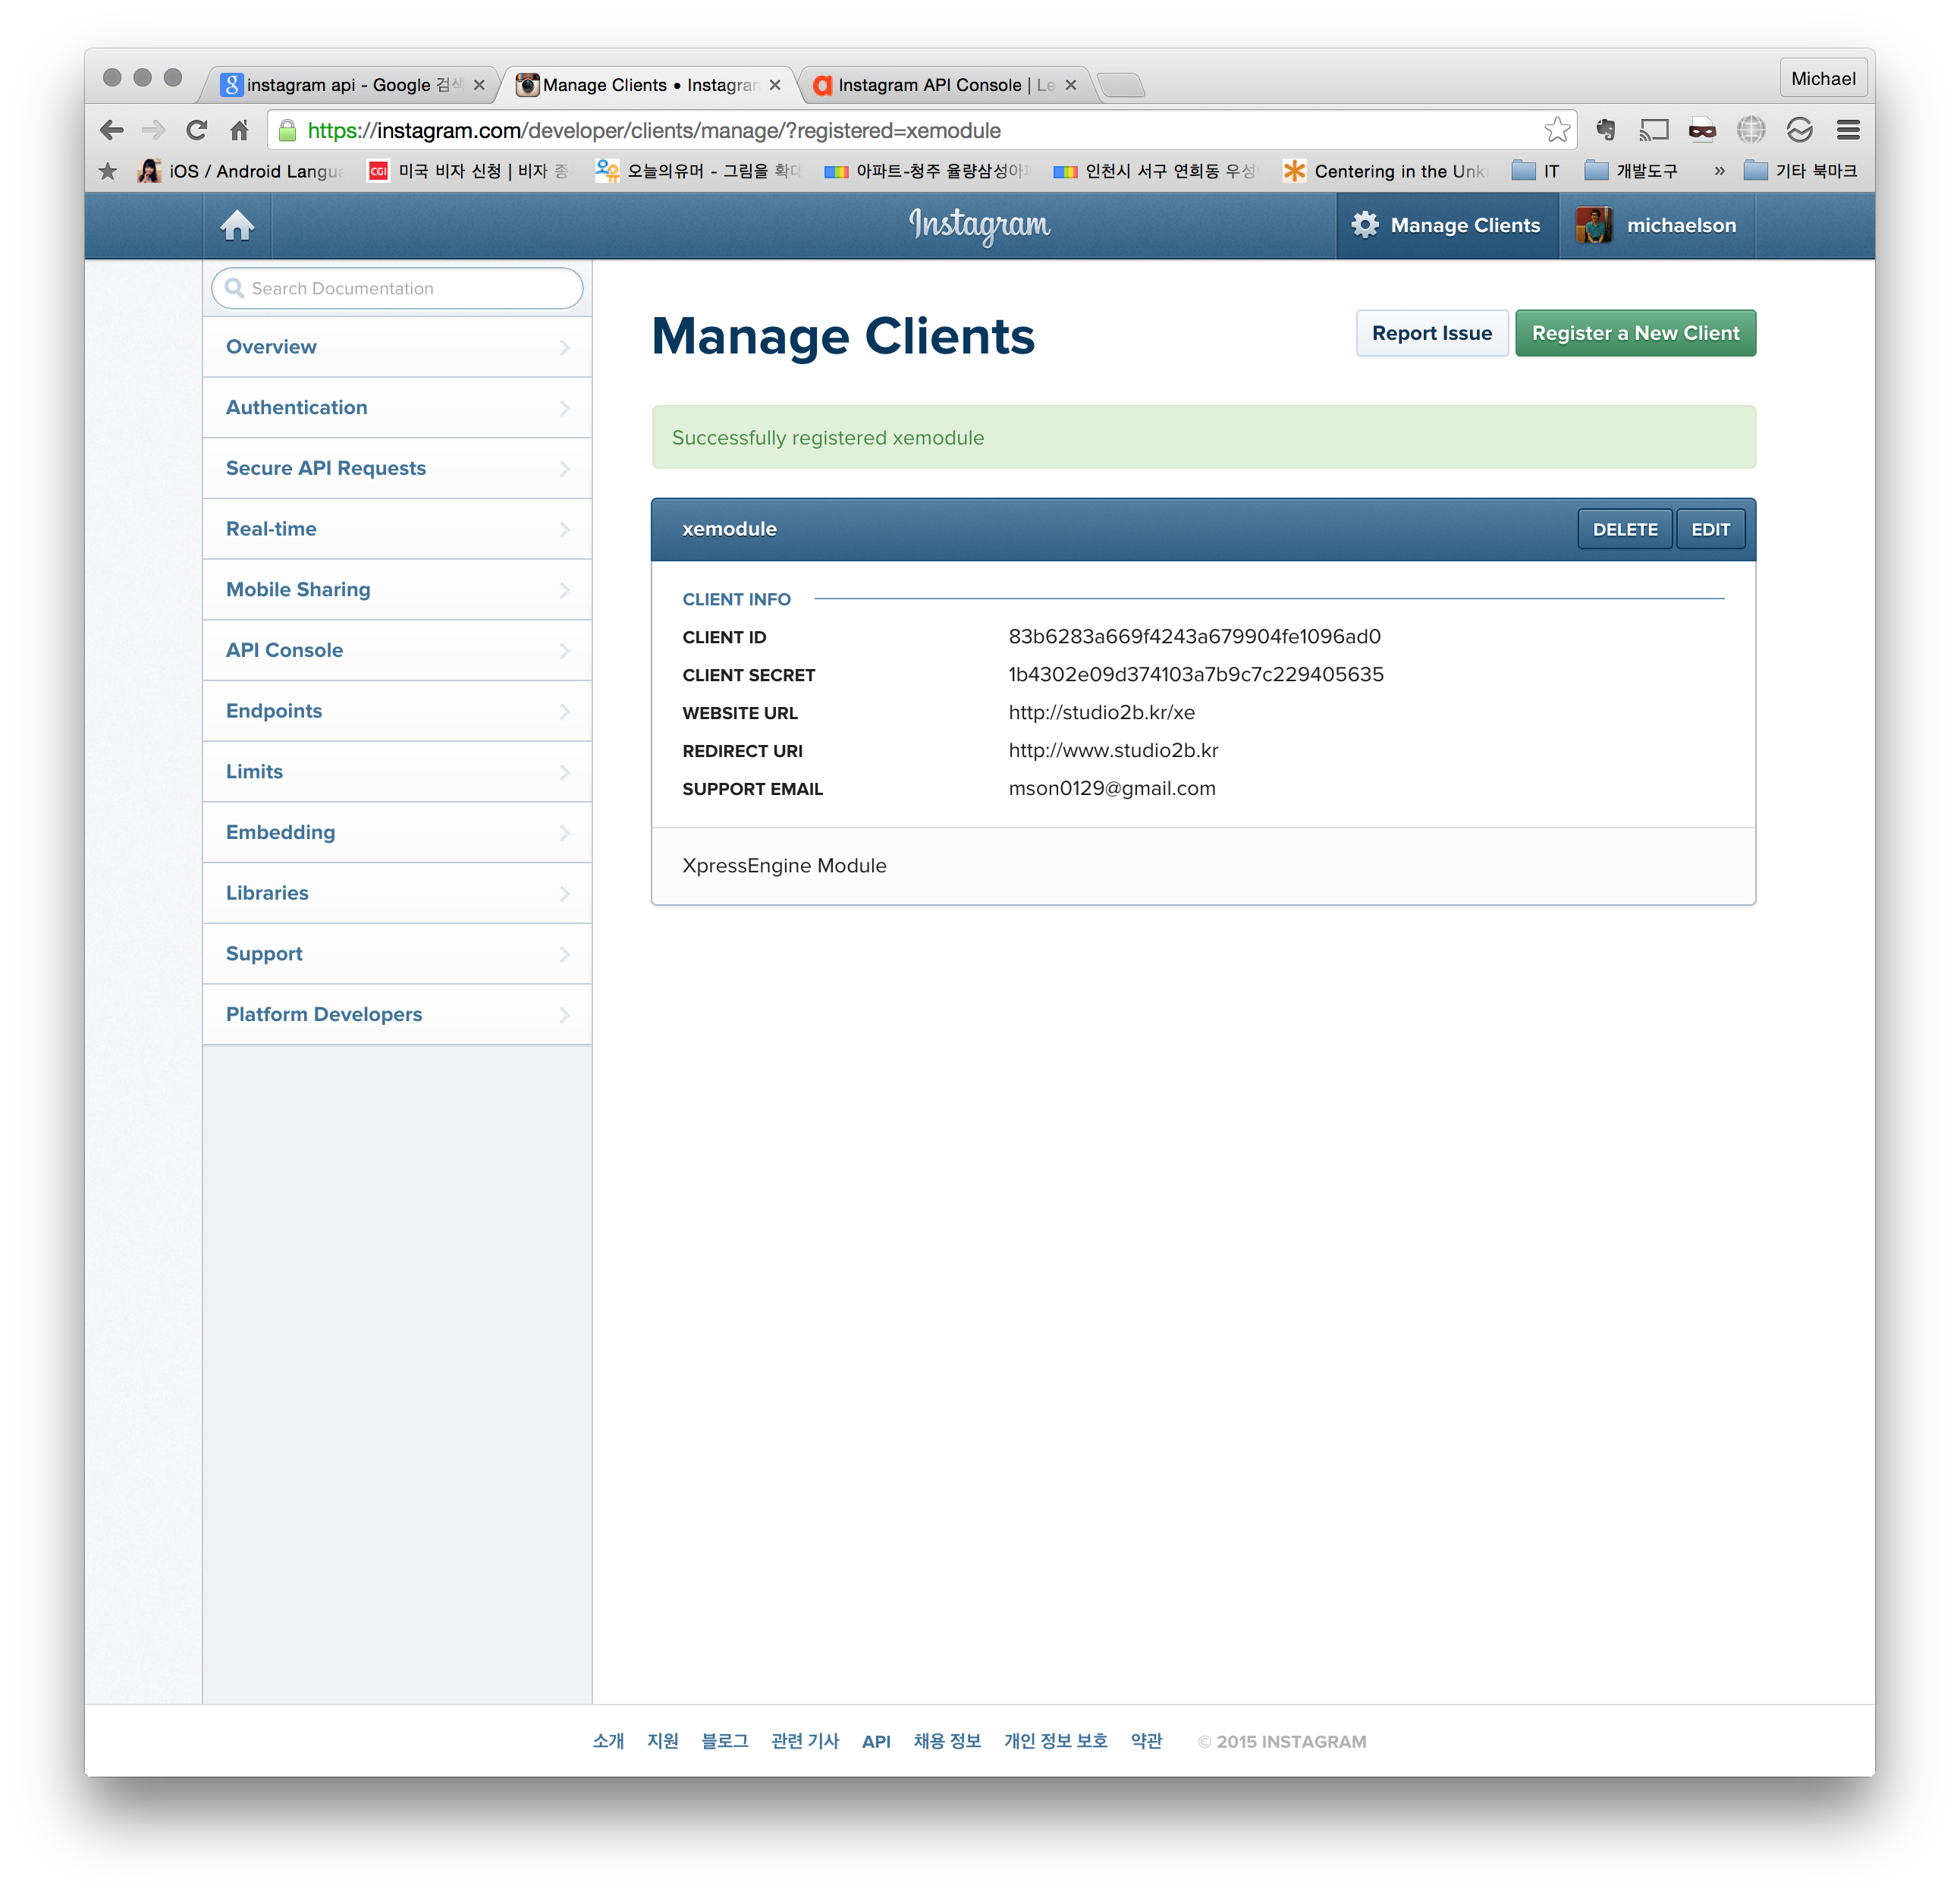 instagram api - Google 검색
Manage Clients • Instagram
Instagram API Console | Le
Michael
https://instagram.com/developer/clients/manage/?registered=xemodule
iOS / Android Langu
CGI 미국 비자 신청 | 비자 종
오늘의유머 - 그림을 확대
아파트-청주 율량삼성아파
인천시 서구 연희동 우성
Centering in the Unk
IT
개발도구
»
기타 북마크
Instagram
Manage Clients
michaelson
Search Documentation
Overview
Authentication
Secure API Requests
Real-time
Mobile Sharing
API Console
Endpoints
Limits
Embedding
Libraries
Support
Platform Developers
Manage Clients
Report Issue
Register a New Client
Successfully registered xemodule
xemodule
DELETE
EDIT
CLIENT INFO
CLIENT ID 83b6283a669f4243a679904fe1096ad0
CLIENT SECRET 1b4302e09d374103a7b9c7c229405635
WEBSITE URL http://studio2b.kr/xe
REDIRECT URI http://www.studio2b.kr
SUPPORT EMAIL mson0129@gmail.com
XpressEngine Module
소개 지원 블로그 관련 기사 API 채용 정보 개인 정보 보호 약관 © 2015 INSTAGRAM